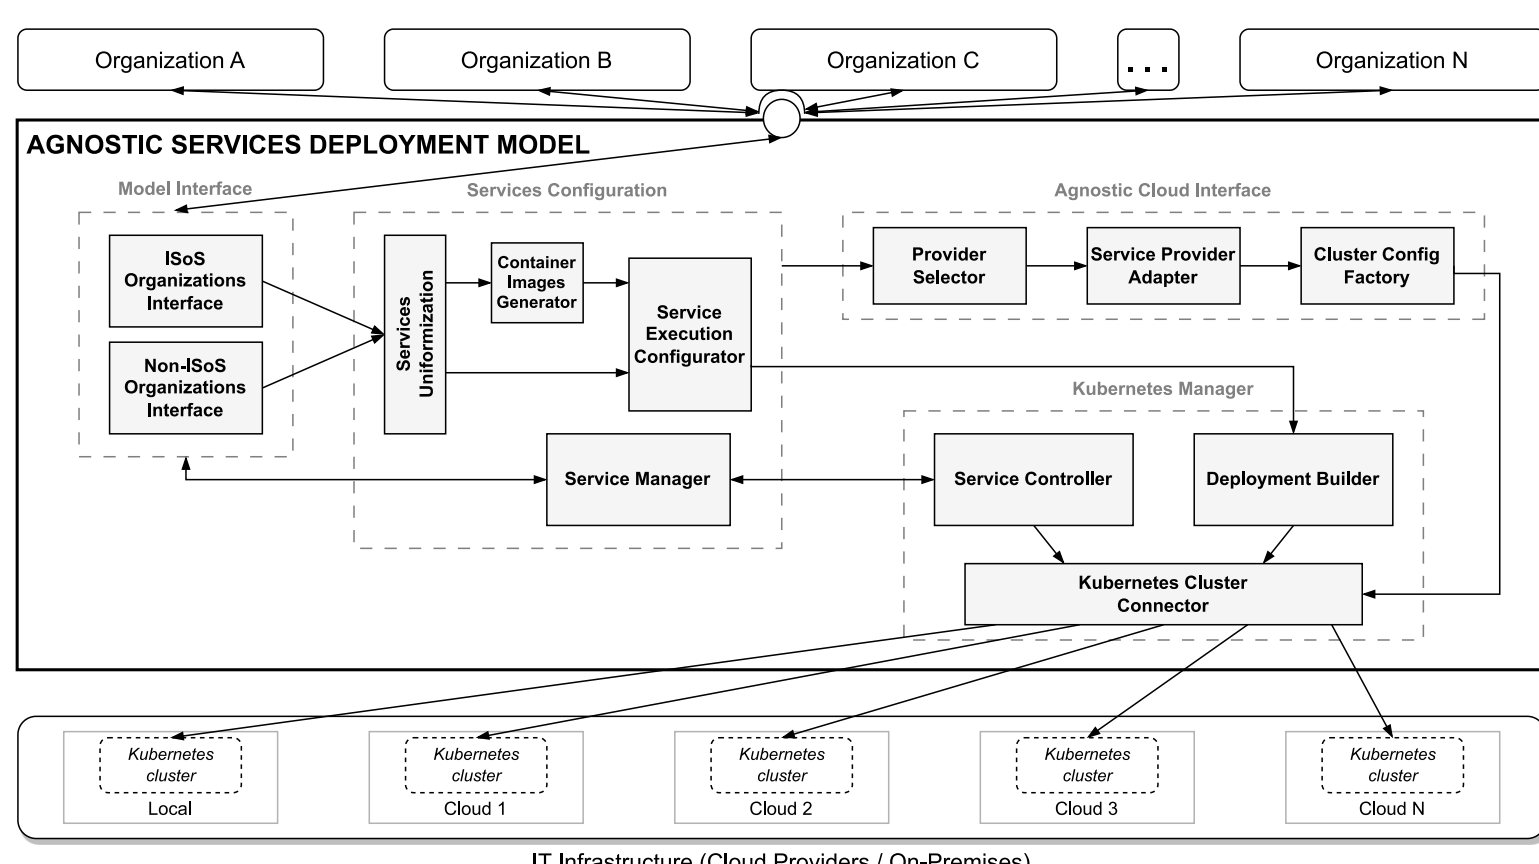 Organization A
Organization B
Organization C
...
Organization N
AGNOSTIC SERVICES DEPLOYMENT MODEL
Model Interface
Services Configuration
Agnostic Cloud Interface
ISoS
Organizations
Interface
Non-ISoS
Organizations
Interface
Services
Uniformization
Container
Images
Generator
Service
Execution
Configurator
Provider
Selector
Service Provider
Adapter
Cluster Config
Factory
Kubernetes Manager
Service Manager
Service Controller
Deployment Builder
Kubernetes Cluster
Connector
Kubernetes
cluster
Local
Kubernetes
cluster
Cloud 1
Kubernetes
cluster
Cloud 2
Kubernetes
cluster
Cloud 3
Kubernetes
cluster
Cloud N
IT Infrastructure (Cloud Providers / On-Premises)